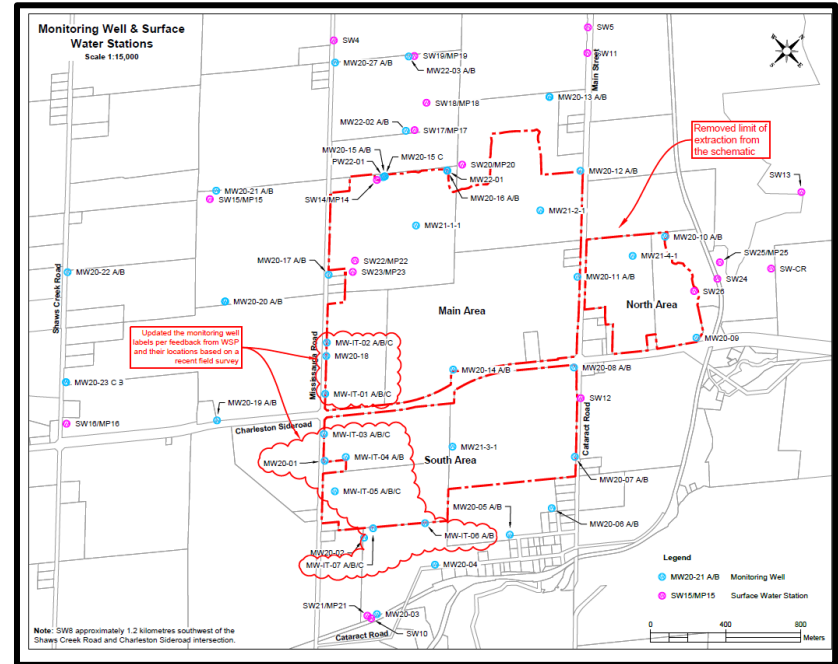 Monitoring Well & Surface
Water Stations
Scale 1:15,000
SW4
SW5
SW19/MP19
SW11
Main Street
MW20-27 A/B
MW22-03 A/B
MW20-13 A/B
SW18/MP18
MW22-02 A/B
SW17/MP17
Removed limit of
extraction from
the schematic
MW20-15 A/B
MW20-15 C
PW22-01
SW20/MP20
MW20-12 A/B
SW13
MW22-01
MW20-21 A/B
SW14/MP14
MW20-16 A/B
SW15/MP15
MW21-2-1
MW21-1-1
MW20-10 A/B
SW25/MP25
MW20-17 A/B
SW22/MP22
MW21-4-1
SW-CR
MW20-22 A/B
SW23/MP23
MW20-11 A/B
SW24
SW26
Shaws Creek Road
MW20-20 A/B
Main Area
North Area
Updated the monitoring well
labels per feedback from WSP
and their locations based on a
recent field survey
Mississauga Road
MW-IT-02 A/B/C
MW20-09
MW20-18
MW20-14 A/B
MW20-08 A/B
MW20-23 C B
MW-IT-01 A/B/C
SW12
MW20-19 A/B
SW16/MP16
Charleston Sideroad
Cataract Road
MW-IT-03 A/B/C
MW21-3-1
MW20-01
MW-IT-04 A/B
South Area
MW20-07 A/B
MW-IT-05 A/B/C
MW20-05 A/B
MW20-06 A/B
MW-IT-06 A/B
MW20-02
MW-IT-07 A/B/C
MW20-04
Legend
MW20-21 A/B Monitoring Well
SW15/MP15 Surface Water Station
SW21/MP21
MW20-03
SW10
Cataract Road
Note: SW8 approximately 1.2 kilometres southwest of the
Shaws Creek Road and Charleston Sideroad intersection.
0 400 800
Meters